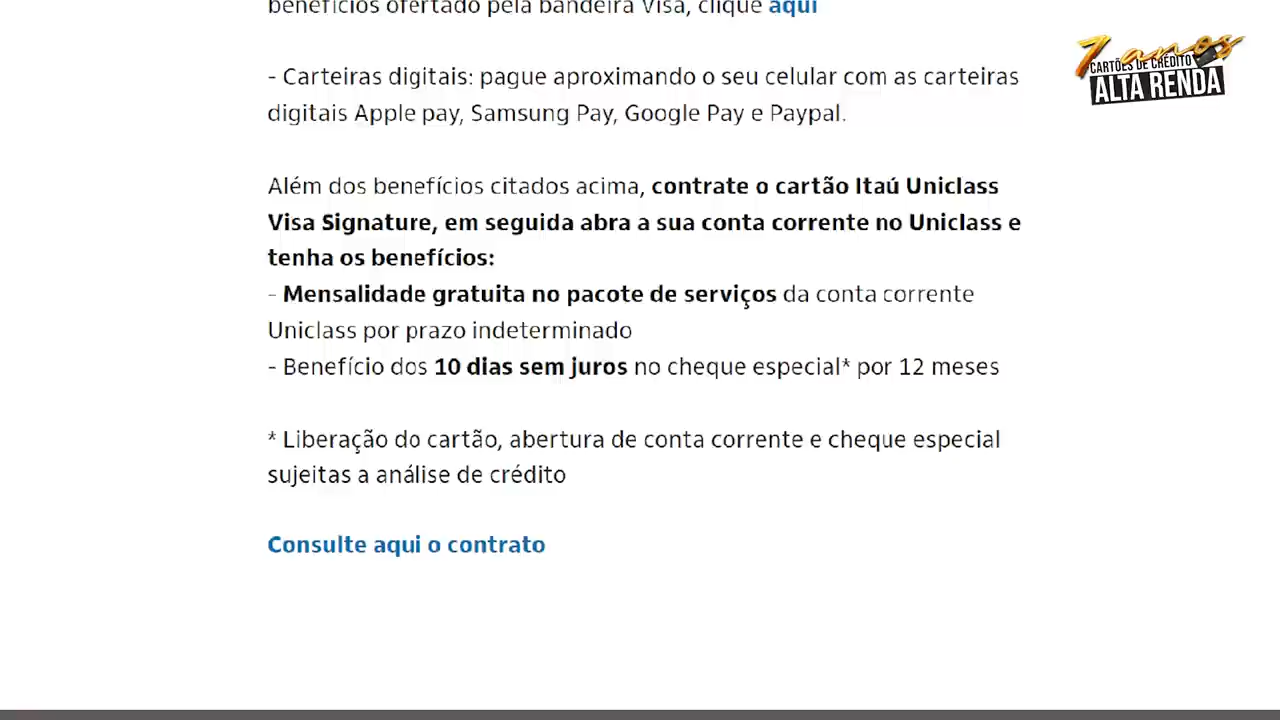 benefícios ofertado pela bandeira Visa, clique aqui
7 anos
CARTÕES DE CRÉDITO
ALTA RENDA
- Carteiras digitais: pague aproximando o seu celular com as carteiras
digitais Apple pay, Samsung Pay, Google Pay e Paypal.
Além dos benefícios citados acima, contrate o cartão Itaú Uniclass
Visa Signature, em seguida abra a sua conta corrente no Uniclass e
tenha os benefícios:
- Mensalidade gratuita no pacote de serviços da conta corrente
Uniclass por prazo indeterminado
- Benefício dos 10 dias sem juros no cheque especial* por 12 meses
* Liberação do cartão, abertura de conta corrente e cheque especial
sujeitas a análise de crédito
Consulte aqui o contrato